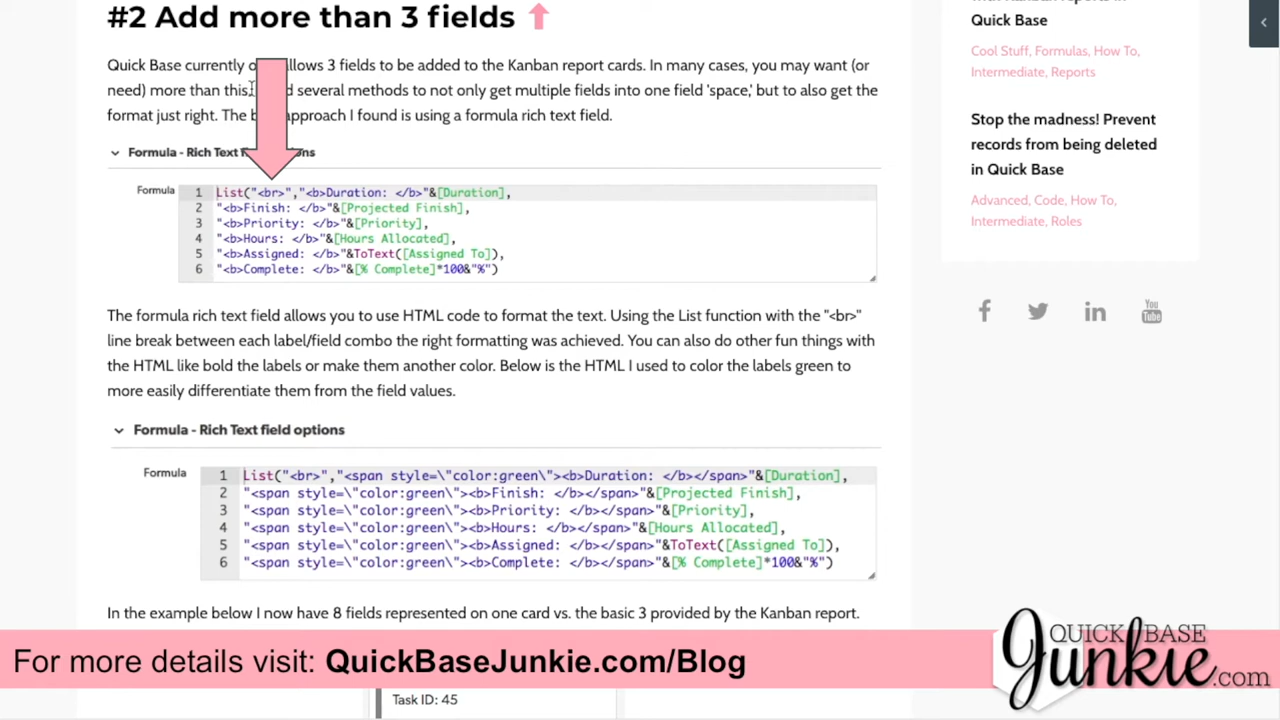 #2 Add more than 3 fields
Quick Base currently o llows 3 fields to be added to the Kanban report cards. In many cases, you may want (or
need) more than this, d several methods to not only get multiple fields into one field 'space,' but to also get the
format just right. The b approach I found is using a formula rich text field.
Formula - Rich Text f ons
Formula
1 List("<br>","<b>Duration: </b>"&[Duration],
2 "<b>Finish: </b>"&[Projected Finish],
3 "<b>Priority: </b>"&[Priority],
4 "<b>Hours: </b>"&[Hours Allocated],
5 "<b>Assigned: </b>"&ToText([Assigned To]),
6 "<b>Complete: </b>"&[% Complete]*100&"%")
The formula rich text field allows you to use HTML code to format the text. Using the List function with the "<br>"
line break between each label/field combo the right formatting was achieved. You can also do other fun things with
the HTML like bold the labels or make them another color. Below is the HTML I used to color the labels green to
more easily differentiate them from the field values.
Formula - Rich Text field options
Formula
1 List("<br>","<span style=\"color:green\"><b>Duration: </b></span>"&[Duration],
2 "<span style=\"color:green\"><b>Finish: </b></span>"&[Projected Finish],
3 "<span style=\"color:green\"><b>Priority: </b></span>"&[Priority],
4 "<span style=\"color:green\"><b>Hours: </b></span>"&[Hours Allocated],
5 "<span style=\"color:green\"><b>Assigned: </b></span>"&ToText([Assigned To]),
6 "<span style=\"color:green\"><b>Complete: </b></span>"&[% Complete]*100&"%")
In the example below I now have 8 fields represented on one card vs. the basic 3 provided by the Kanban report.
Task ID: 45
Quick Base
Cool Stuff, Formulas, How To,
Intermediate, Reports
Stop the madness! Prevent
records from being deleted
in Quick Base
Advanced, Code, How To,
Intermediate, Roles
You
Tube
For more details visit: QuickBaseJunkie.com/Blog
QUICK BASE
Junkie.com